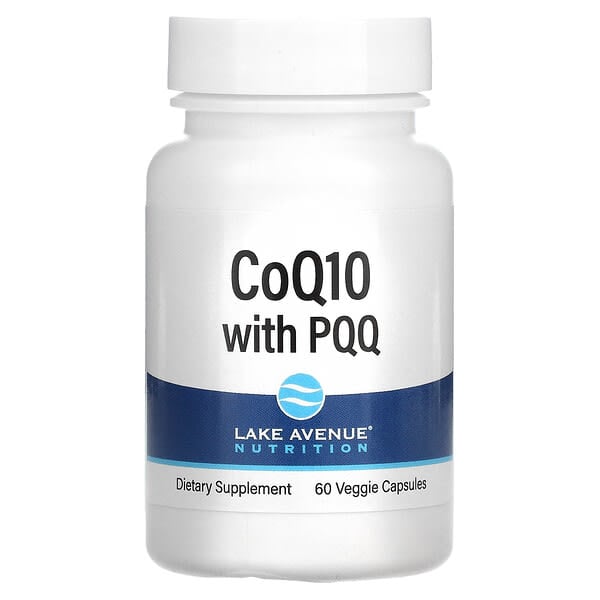 CoQ10
with PQQ
LAKE AVENUE®
NUTRITION
Dietary Supplement 60 Veggie Capsules